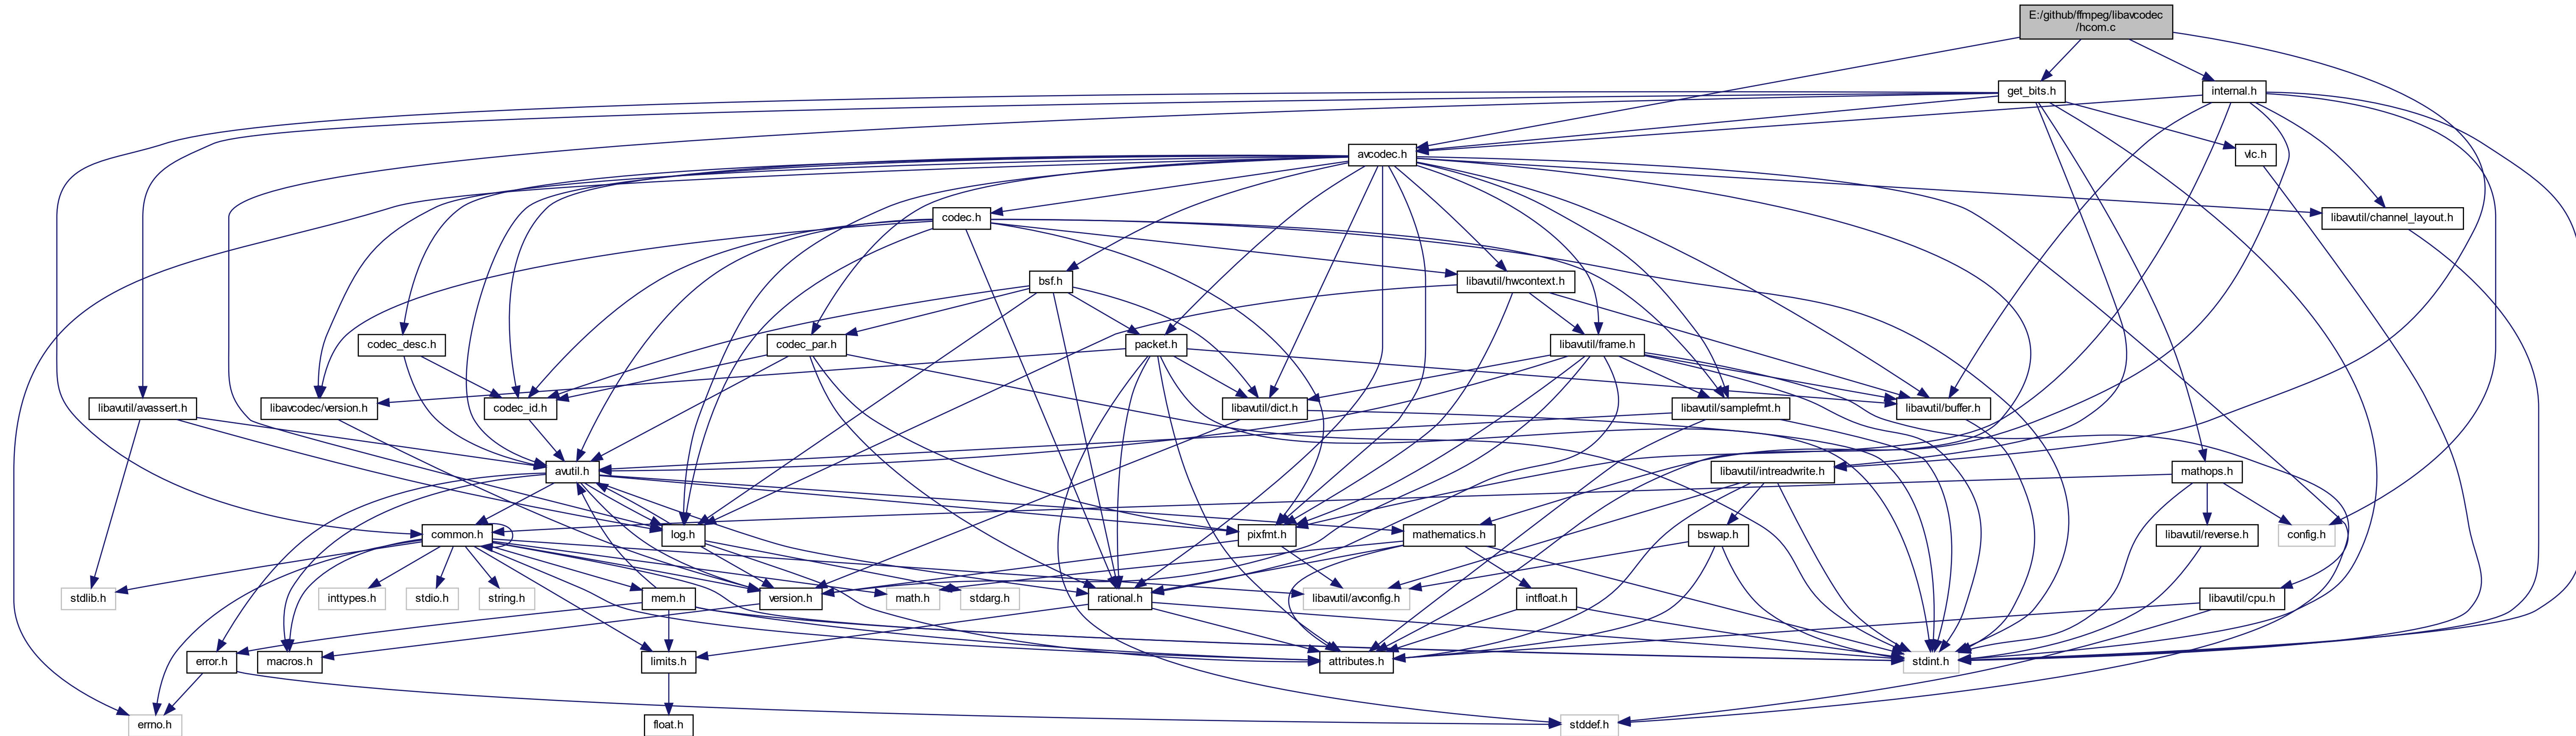 E:/github/ffmpeg/libavcodec
/hcom.c
get_bits.h
internal.h
avcodec.h
vlc.h
codec.h
libavutil/channel_layout.h
bsf.h
libavutil/hwcontext.h
codec_desc.h
codec_par.h
packet.h
libavutil/frame.h
libavutil/avassert.h
libavcodec/version.h
codec_id.h
libavutil/dict.h
libavutil/samplefmt.h
libavutil/buffer.h
avutil.h
libavutil/intreadwrite.h
mathops.h
common.h
log.h
pixfmt.h
mathematics.h
bswap.h
libavutil/reverse.h
config.h
stdlib.h
inttypes.h
stdio.h
string.h
mem.h
version.h
math.h
stdarg.h
rational.h
libavutil/avconfig.h
intfloat.h
libavutil/cpu.h
error.h
macros.h
limits.h
attributes.h
stdint.h
errno.h
float.h
stddef.h